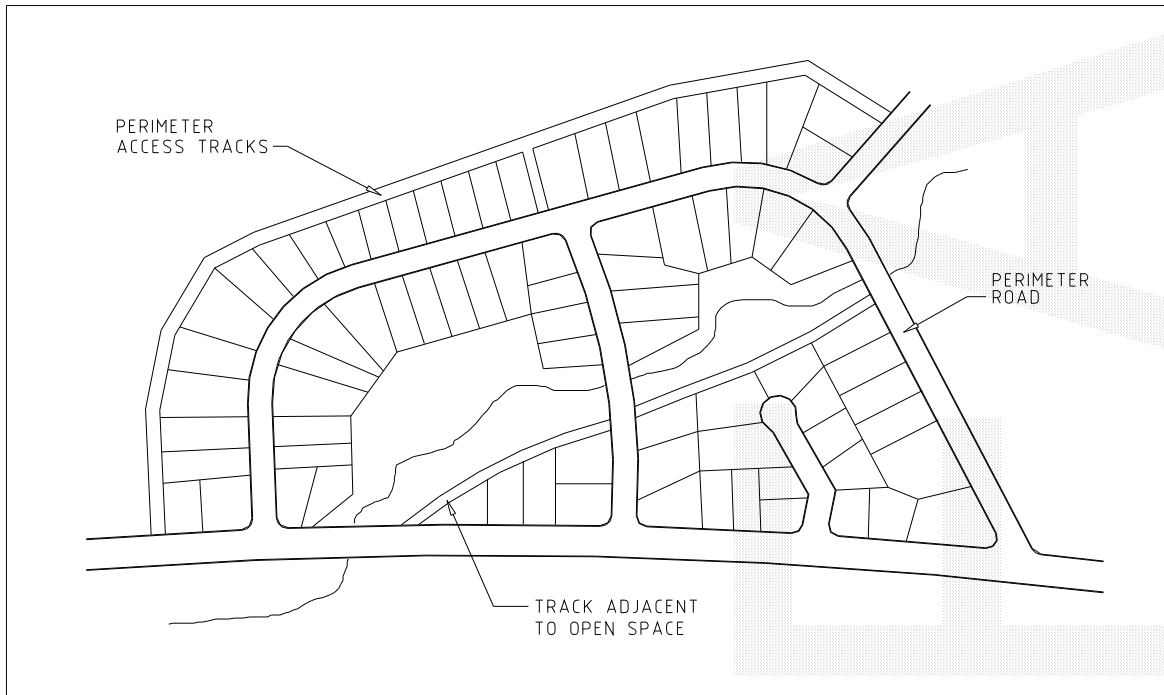 PERIMETER
ACCESS TRACKS
PERIMETER
ROAD
TRACK ADJACENT
TO OPEN SPACE